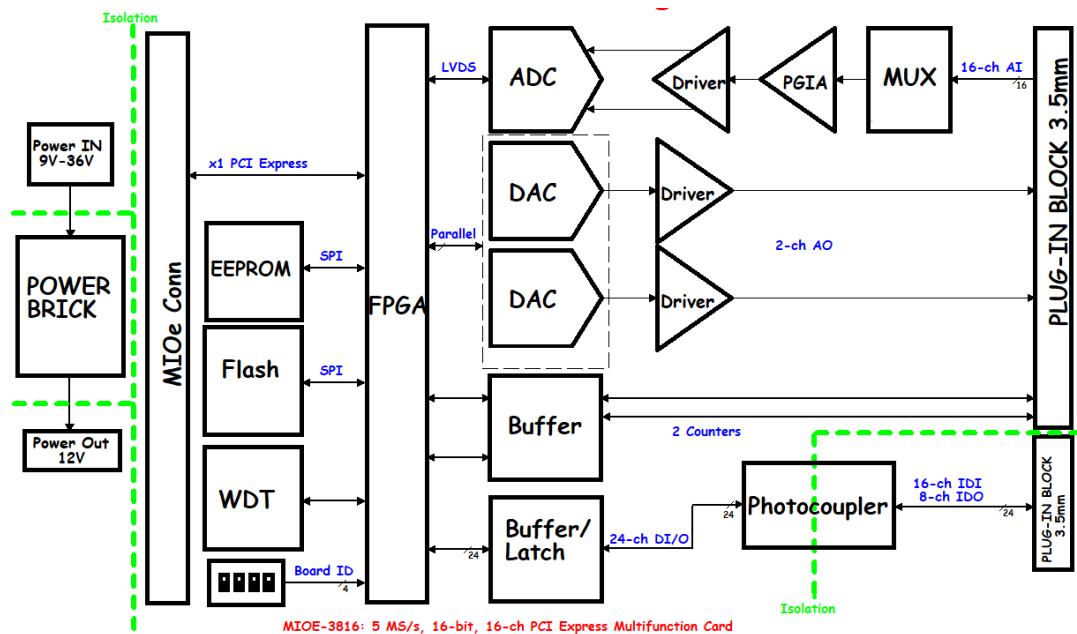 Isolation
MIOe Conn
FPGA
LVDS
ADC
Driver
PGIA
MUX
16-ch AI
16
PLUG-IN BLOCK 3.5mm
Power IN
9V-36V
x1 PCI Express
DAC
Driver
Parallel
2-ch AO
EEPROM
SPI
POWER
BRICK
DAC
Driver
Flash
SPI
Buffer
2 Counters
Power Out
12V
WDT
Photocoupler
16-ch IDI
8-ch IDO
24
24
PLUG-IN BLOCK
3.5mm
Buffer/
Latch
24-ch DI/O
24
Board ID
4
Isolation
MIOE-3816: 5 MS/s, 16-bit, 16-ch PCI Express Multifunction Card